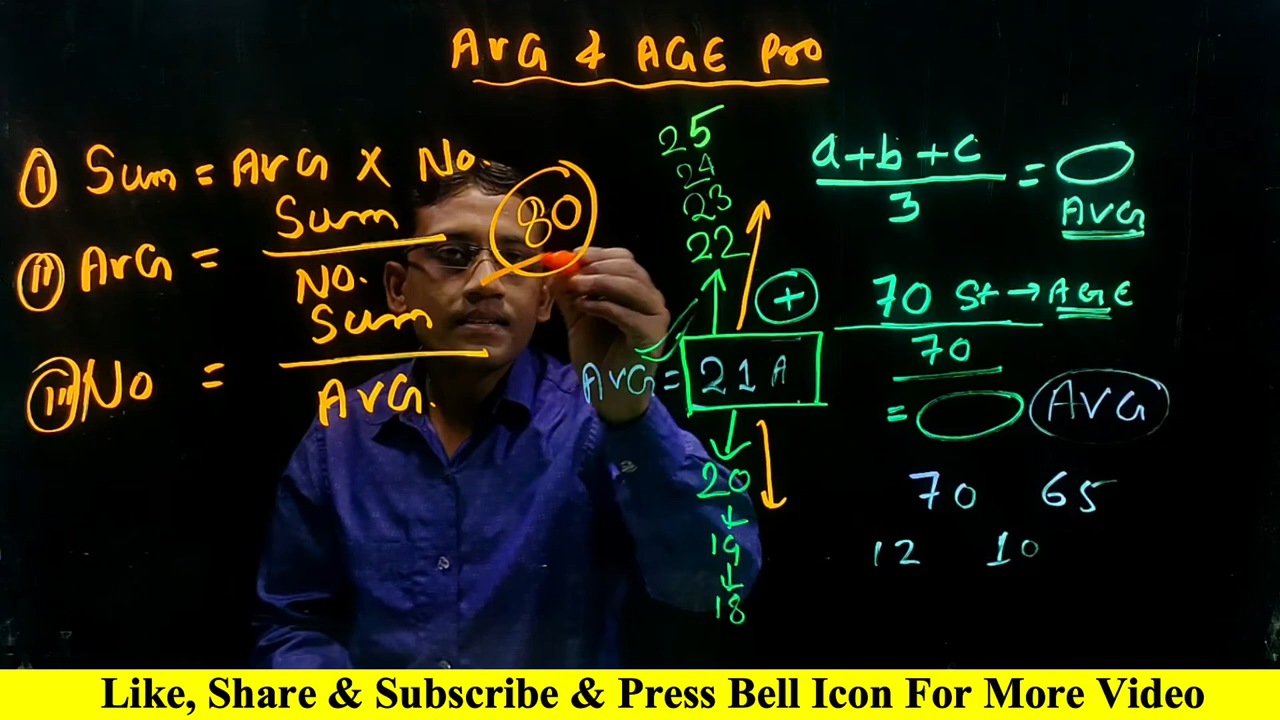 AvG & AGE Pro
I Sum = AvG X No.
II AvG = Sum
No.
III No = Sum
AvG.
80
25
24
23
22
+
AvG = 21 A
20
19
18
a+b+c
3
=
AvG
70 St → AGE
70
=
AVG
70 65
12 10
Like, Share & Subscribe & Press Bell Icon For More Video